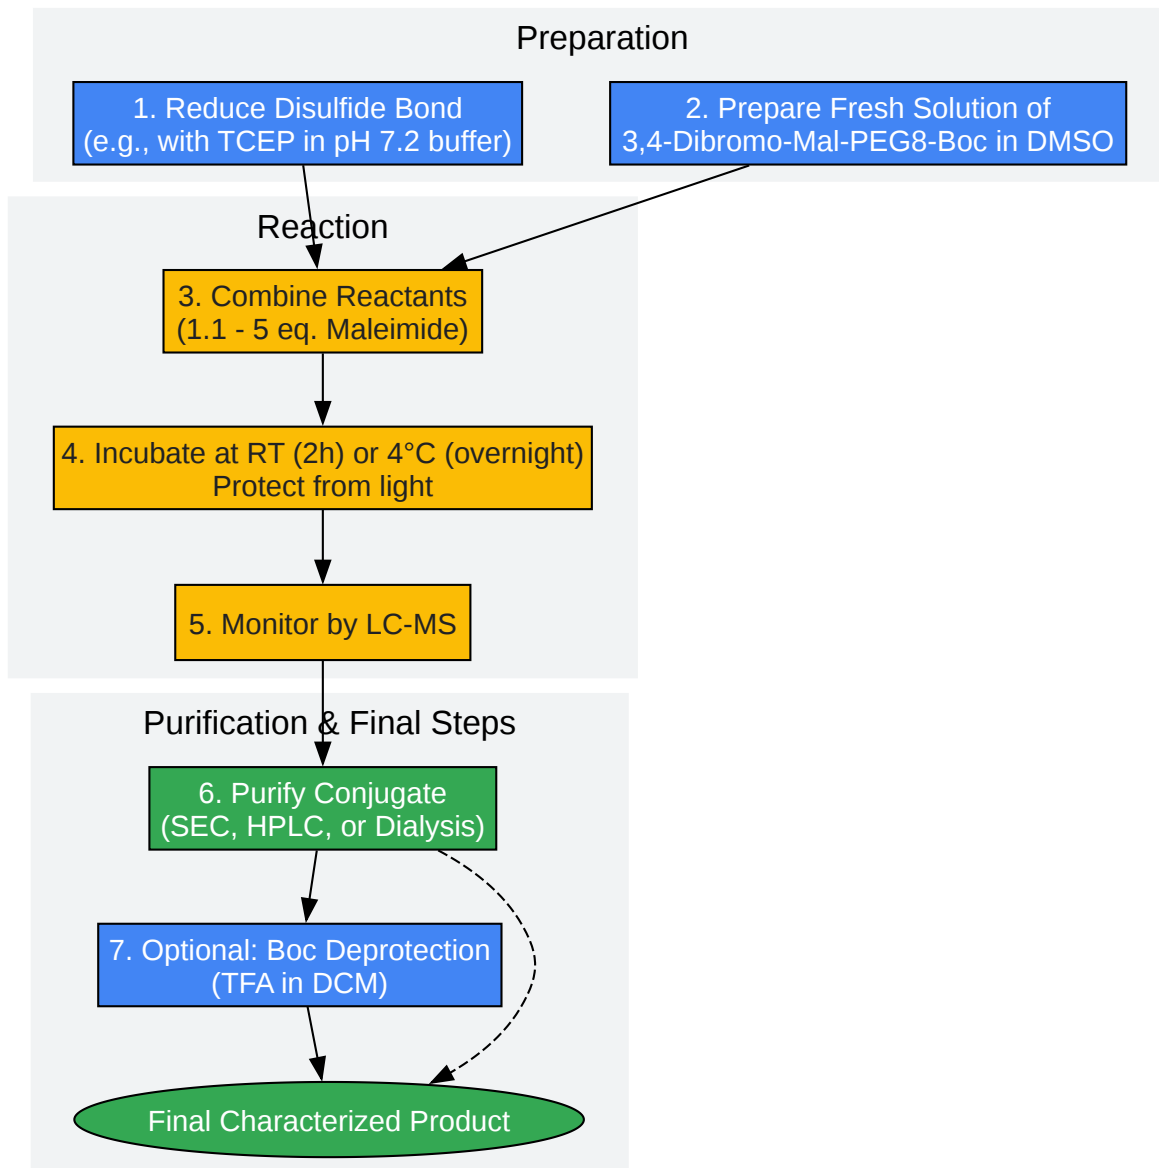 Preparation
1. Reduce Disulfide Bond
(e.g., with TCEP in pH 7.2 buffer)
2. Prepare Fresh Solution of
3,4-Dibromo-Mal-PEG8-Boc in DMSO
Reaction
3. Combine Reactants
(1.1 - 5 eq. Maleimide)
4. Incubate at RT (2h) or 4°C (overnight)
Protect from light
5. Monitor by LC-MS
Purification & Final Steps
6. Purify Conjugate
(SEC, HPLC, or Dialysis)
7. Optional: Boc Deprotection
(TFA in DCM)
Final Characterized Product